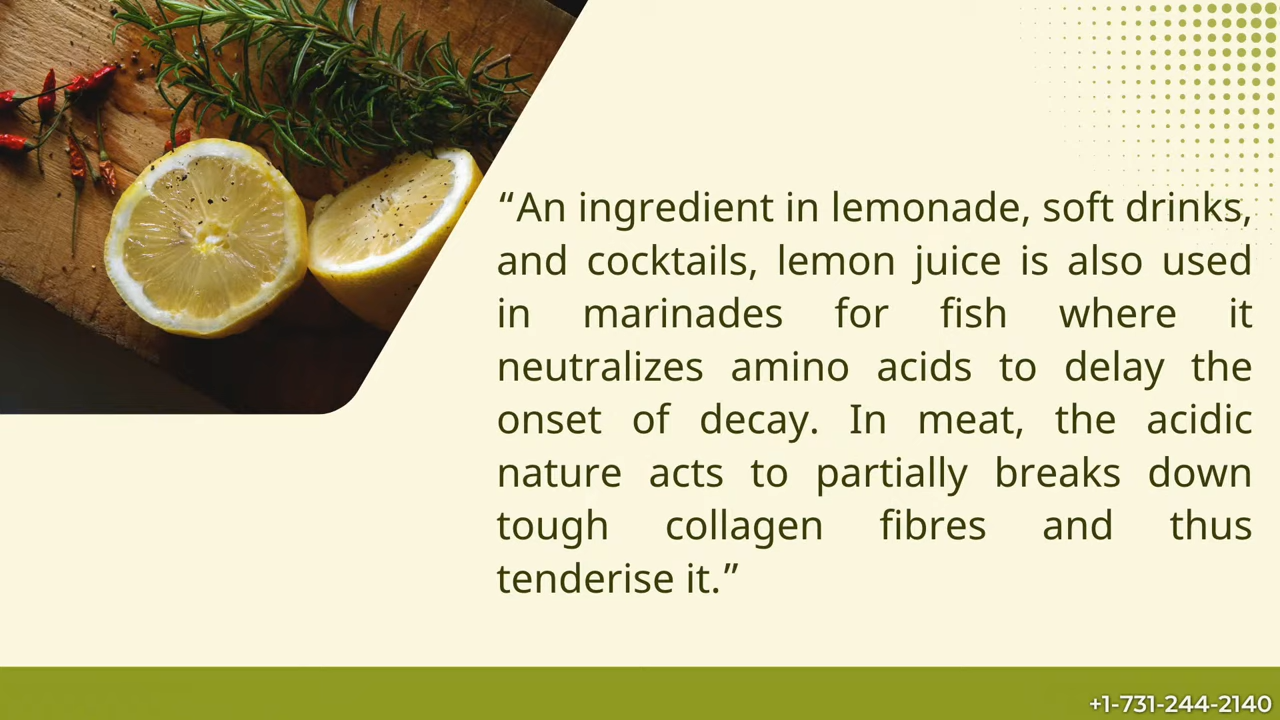 “An ingredient in lemonade, soft drinks,
and cocktails, lemon juice is also used
in marinades for fish where it
neutralizes amino acids to delay the
onset of decay. In meat, the acidic
nature acts to partially breaks down
tough collagen fibres and thus
tenderise it.”
+1-731-244-2140